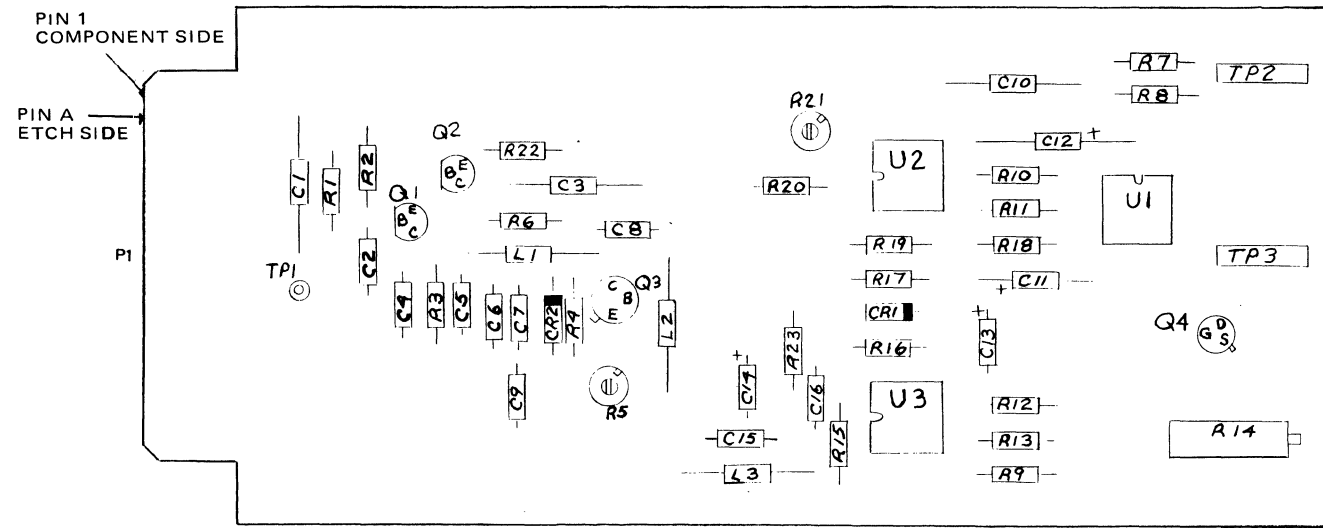 PIN 1
COMPONENT SIDE
PIN A
ETCH SIDE
P1
R7
TP2
C10
R8
R21
C12 +
Q2
R22
U2
R2
B E C
C1
R1
C3
R20
R10
U1
Q1
R11
B E C
R6
C8
R19
R18
TP3
L1
C2
TP1
R17
C11
+
Q3
C B E
C4
R3
C5
C6
C7
CR2
R4
L2
CR1
+
C13
Q4
G D S
R23
R16
+
C14
C9
R5
C16
U3
R12
R14
C15
R15
R13
L3
R9